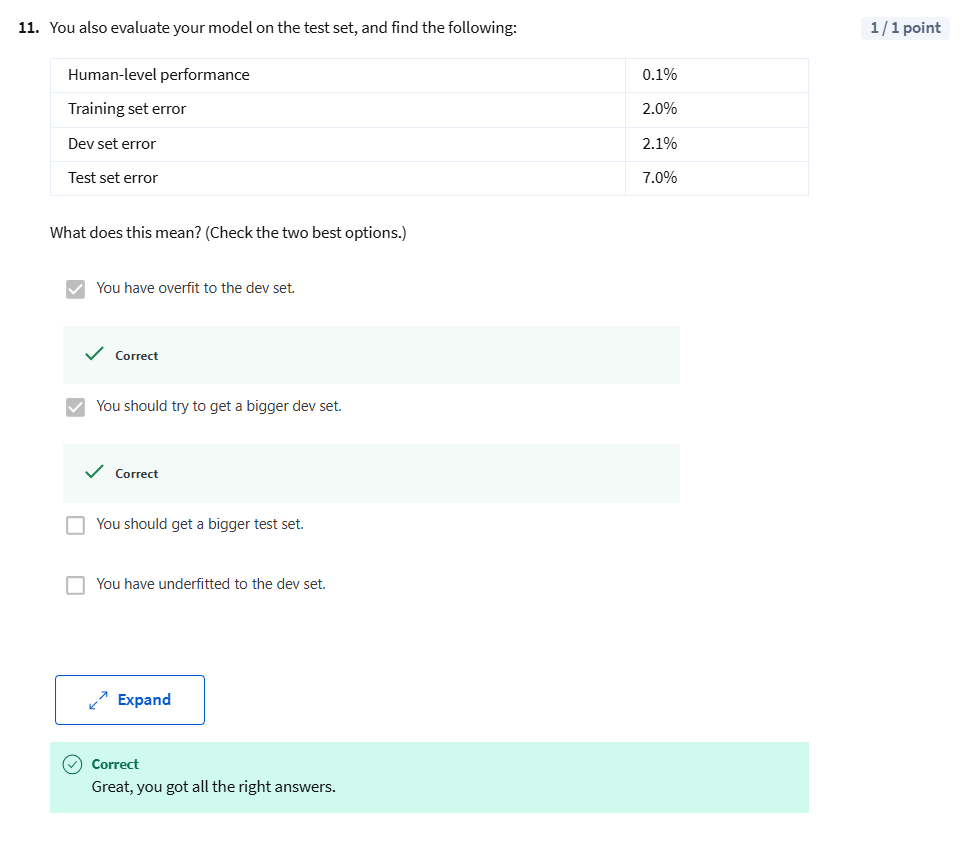 11. You also evaluate your model on the test set, and find the following:
1 / 1 point
Human-level performance 0.1%
Training set error 2.0%
Dev set error 2.1%
Test set error 7.0%
What does this mean? (Check the two best options.)
You have overfit to the dev set.
Correct
You should try to get a bigger dev set.
Correct
You should get a bigger test set.
You have underfitted to the dev set.
Expand
Correct
Great, you got all the right answers.